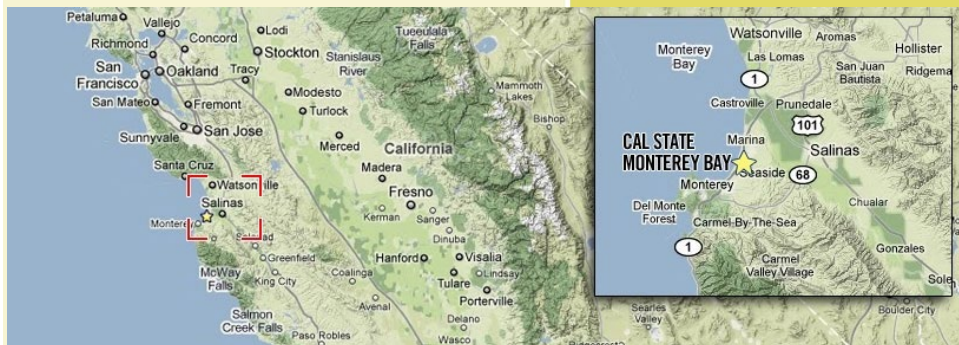 Petaluma
Vallejo
Lodi
Concord
Richmond
Stockton
San
Francisco
Oakland
Tracy
Stanislaus
River
Tueeulala
Falls
San Mateo
Fremont
Modesto
Turlock
Mammoth
Lakes
Sunnyvale
San Jose
Merced
Bishop
California
Santa Cruz
Madera
Watsonville
Fresno
Salinas
Kerman
Sanger
Monterey
Soledad
Dinuba
Greenfield
Hanford
Visalia
McWay
Falls
King City
Coalinga
Lindsay
Tulare
Porterville
Avenal
Salmon
Creek Falls
Delano
Paso Robles
Wasco
Searles
Valley
Ridgecrest
Boulder City
Watsonville
Aromas
Monterey
Bay
Las Lomas
Hollister
San Juan
Bautista
Ridgema
1
Castroville
Prunedale
101
Marina
CAL STATE
MONTEREY BAY
Salinas
Seaside
68
Monterey
Del Monte
Forest
Chualar
Carmel-By-The-Sea
1
Gonzales
Carmel
Valley Village
Solen